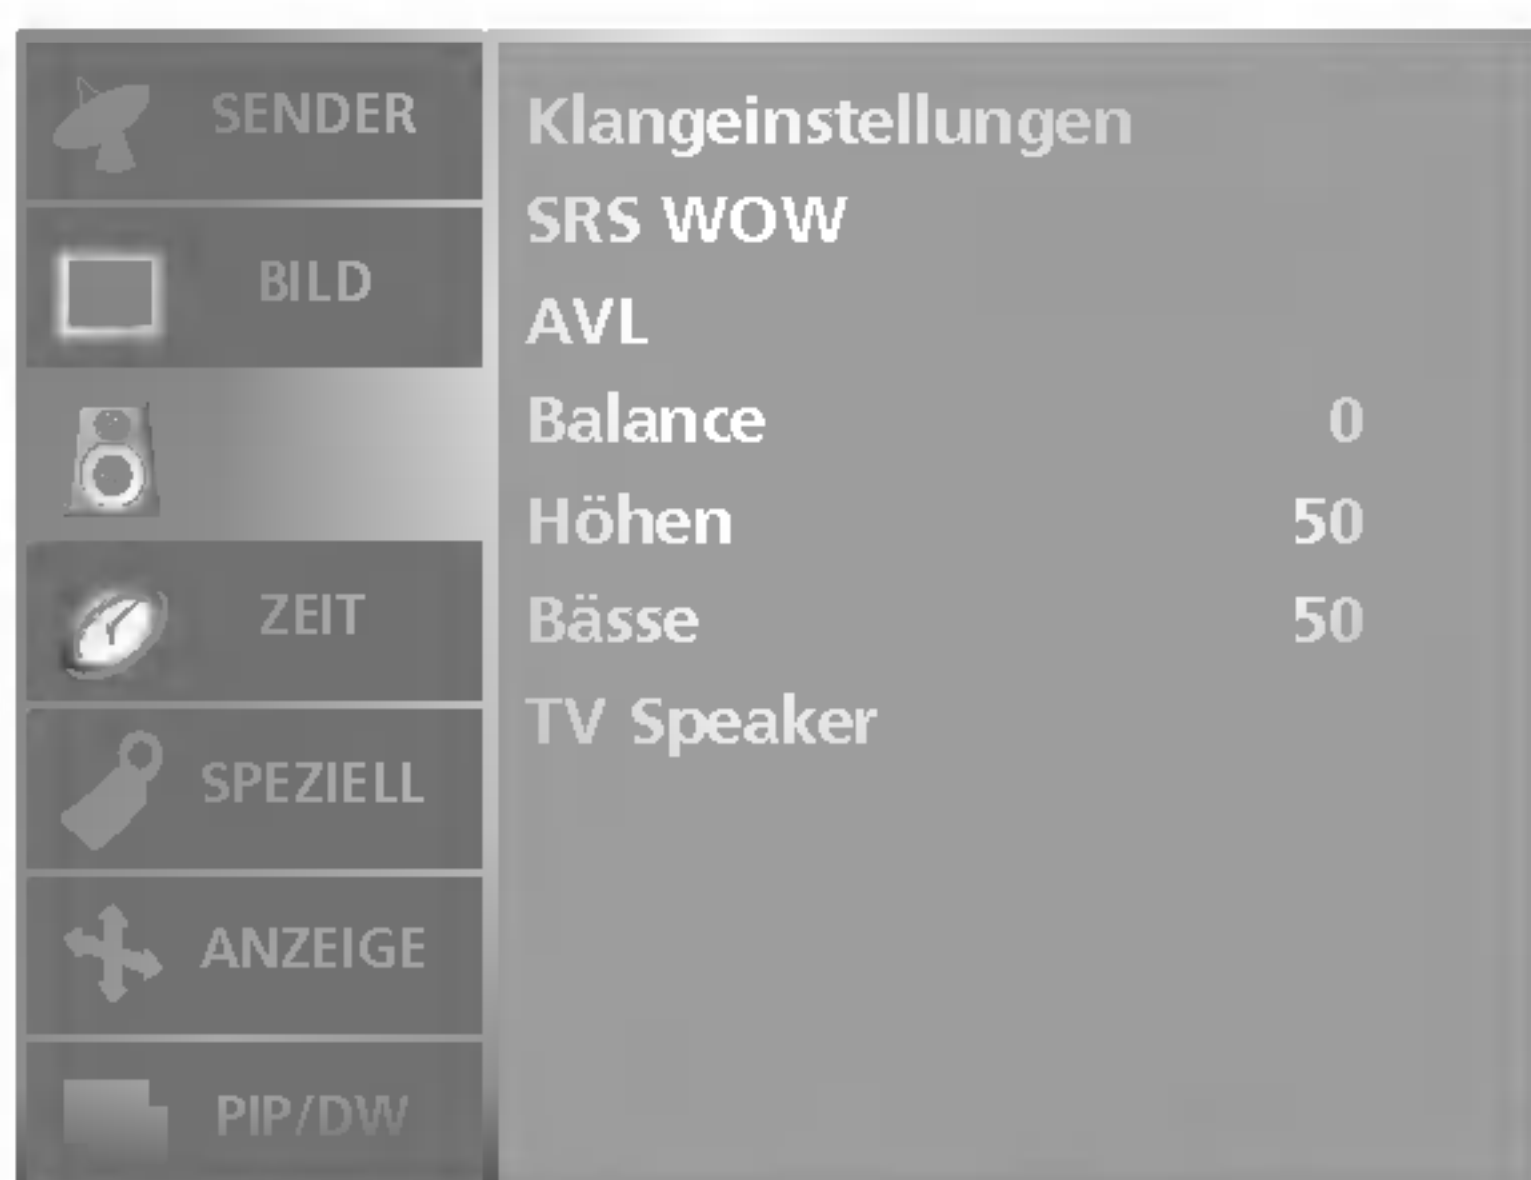 SENDER
BILD
ZEIT
SPEZIELL
ANZEIGE
PIP/DW
Klangeinstellungen
SRS WOW
AVL
Balance 0
Höhen 50
Bässe 50
TV Speaker